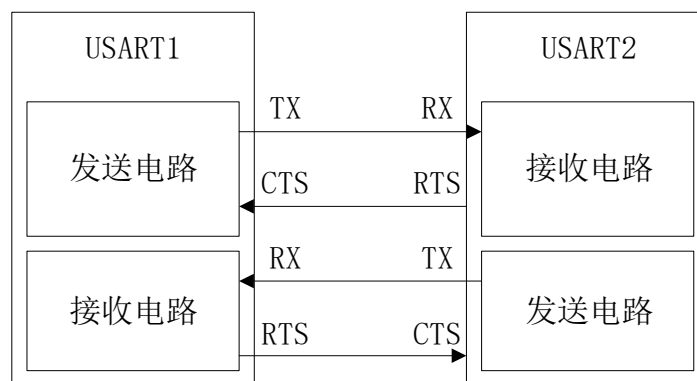 USART1 USART2
TX RX
发送电路 接收电路
CTS RTS
RX TX
接收电路 发送电路
RTS CTS